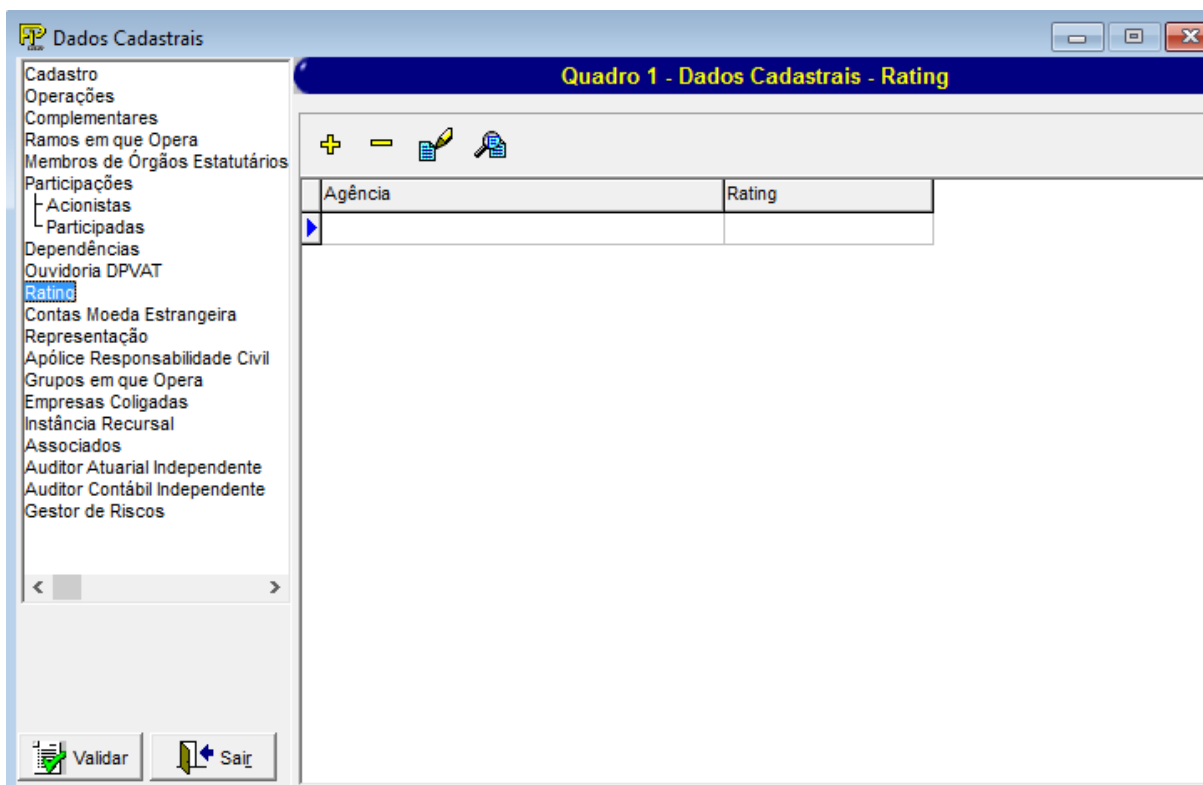 Dados Cadastrais
Cadastro
Operações
Complementares
Ramos em que Opera
Membros de Órgãos Estatutários
Participações
Acionistas
Participadas
Dependências
Ouvidoria DPVAT
Rating
Contas Moeda Estrangeira
Representação
Apólice Responsabilidade Civil
Grupos em que Opera
Empresas Coligadas
Instância Recursal
Associados
Auditor Atuarial Independente
Auditor Contábil Independente
Gestor de Riscos
Validar
Sair
Quadro 1 - Dados Cadastrais - Rating
Agência
Rating